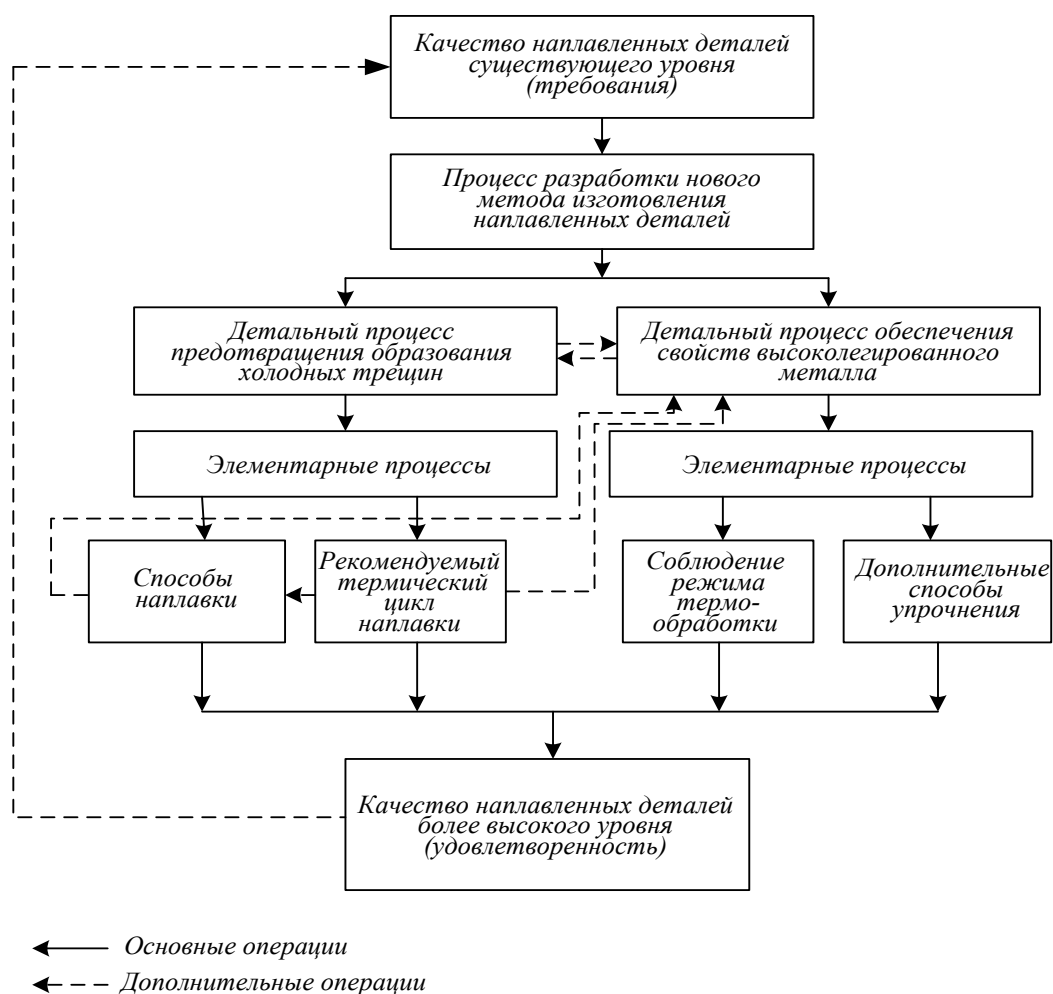 Качество наплавленных деталей
существующего уровня
(требования)
Процесс разработки нового
метода изготовления
наплавленных деталей
Детальный процесс
предотвращения образования
холодных трещин
Детальный процесс обеспечения
свойств высоколегированного
металла
Элементарные процессы
Элементарные процессы
Способы
наплавки
Рекомендуемый
термический
цикл
наплавки
Соблюдение
режима
термо-
обработки
Дополнительные
способы
упрочнения
Качество наплавленных деталей
более высокого уровня
(удовлетворенность)
Основные операции
Дополнительные операции